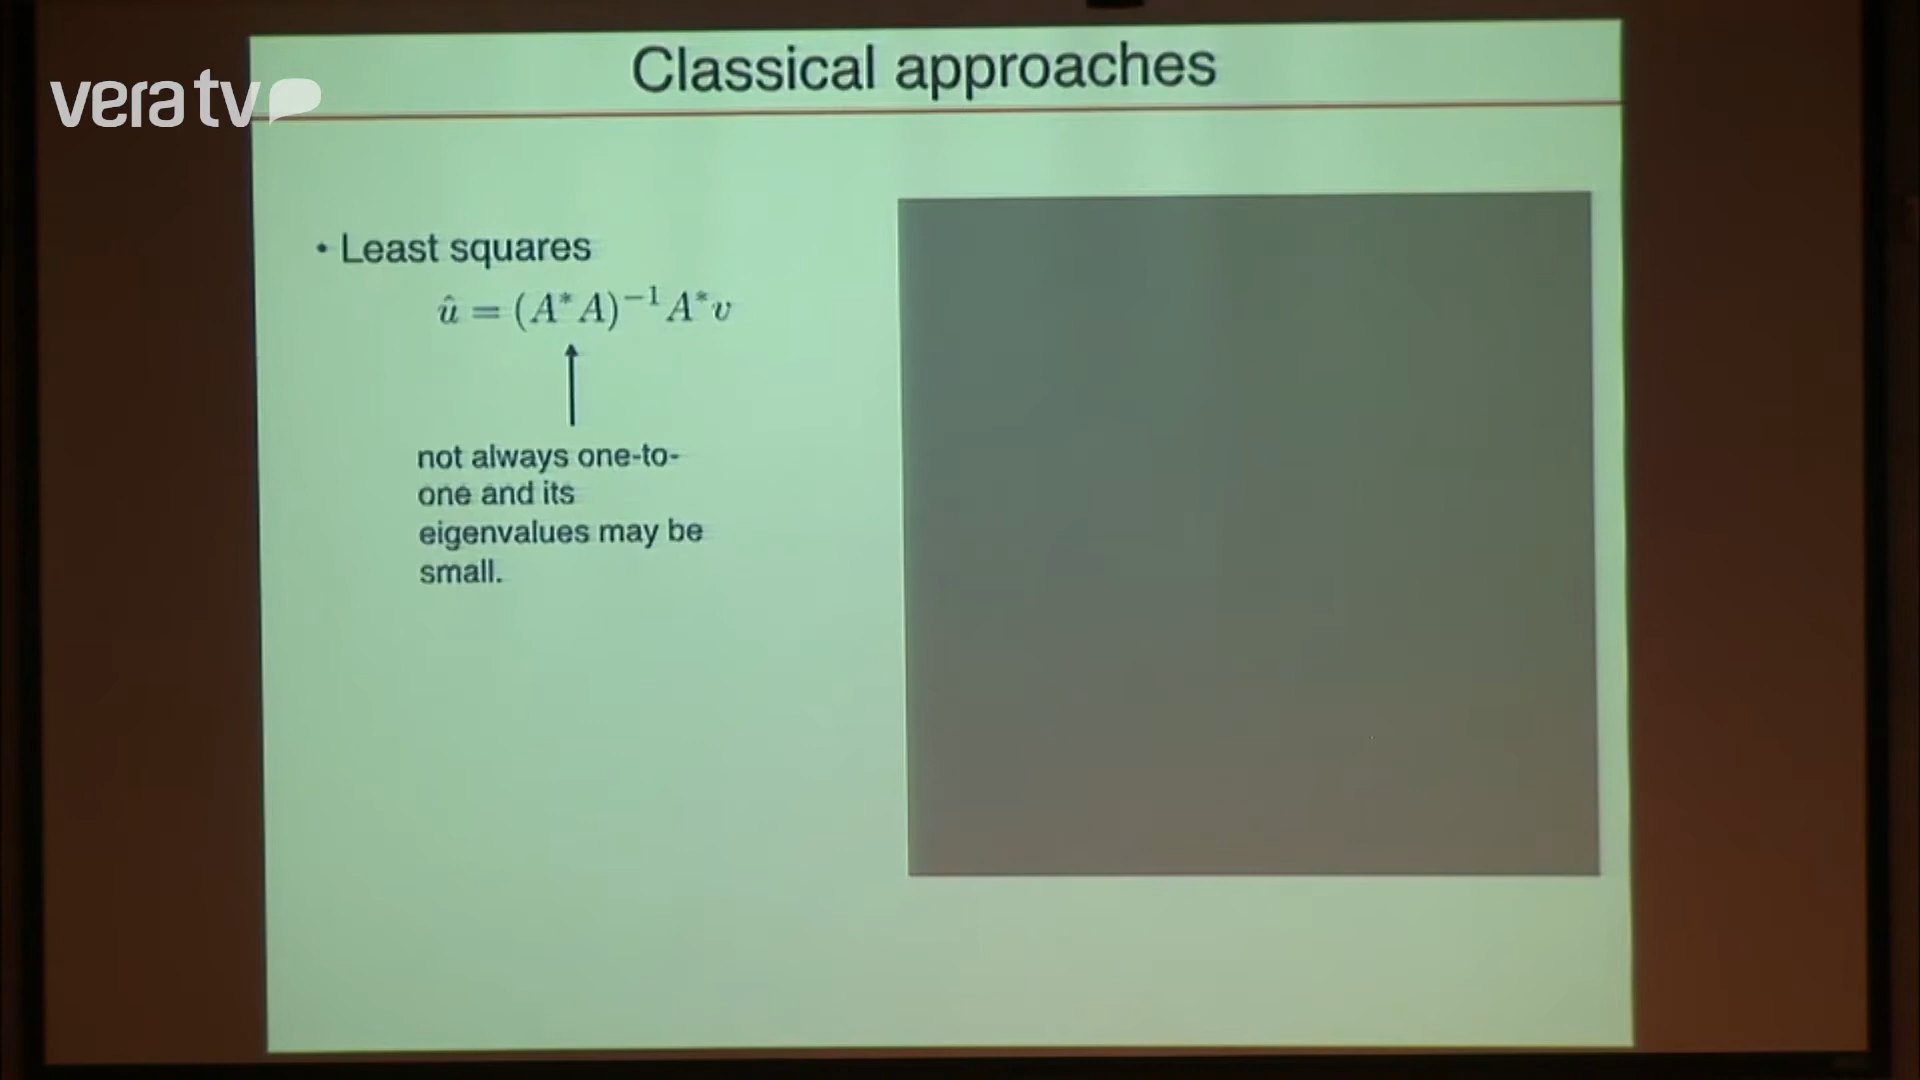 Classical approaches
vera tv
• Least squares
û = (A*A)⁻¹A*v
not always one-to-
one and its
eigenvalues may be
small.